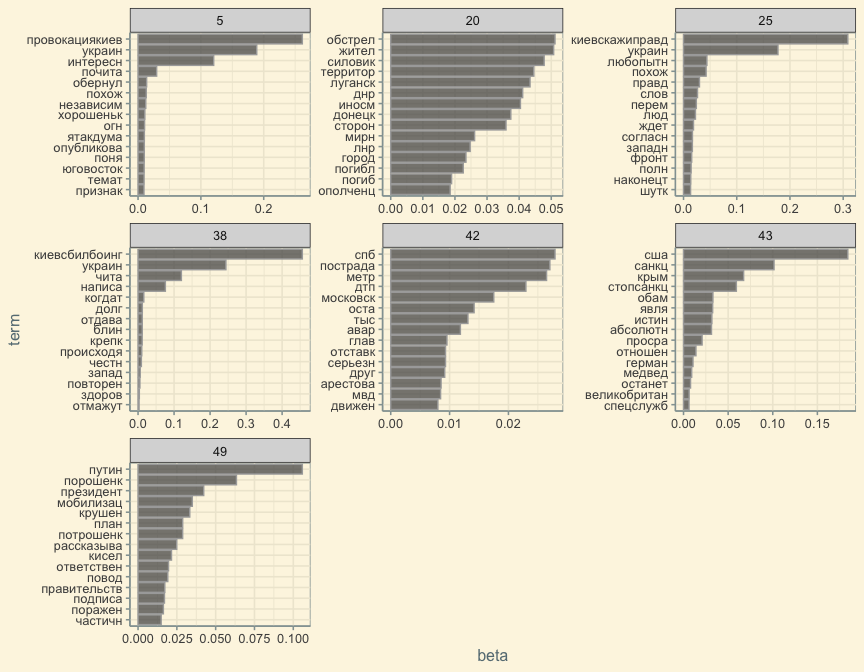 5
провокациякиев
украин
интересн
почита
обернул
похож
независим
хорошеньк
огн
ятакдума
опубликова
поня
юговосток
темат
признак
0.0 0.1 0.2
20
обстрел
жител
силовик
территор
луганск
днр
иносм
донецк
сторон
мирн
лнр
город
погибл
погиб
ополченц
0.00 0.01 0.02 0.03 0.04 0.05
25
киевскажиправд
украин
любопытн
похож
правд
слов
перем
люд
ждет
согласн
западн
фронт
полн
наконецт
шутк
0.0 0.1 0.2 0.3
38
киевсбилбоинг
украин
чита
написа
когдат
долг
отдава
блин
крепк
происходя
честн
запад
повторен
здоров
отмажут
0.0 0.1 0.2 0.3 0.4
42
спб
пострада
метр
дтп
московск
оста
тыс
авар
глав
отставк
серьезн
друг
арестова
мвд
движен
0.00 0.01 0.02
43
сша
санкц
крым
стопсанкц
обам
явля
истин
абсолютн
просра
отношен
герман
медвед
останет
великобритан
спецслужб
0.00 0.05 0.10 0.15
49
путин
порошенк
президент
мобилизац
крушен
план
потрошенк
рассказыва
кисел
ответствен
повод
правительств
подписа
поражен
частичн
0.000 0.025 0.050 0.075 0.100
term
beta